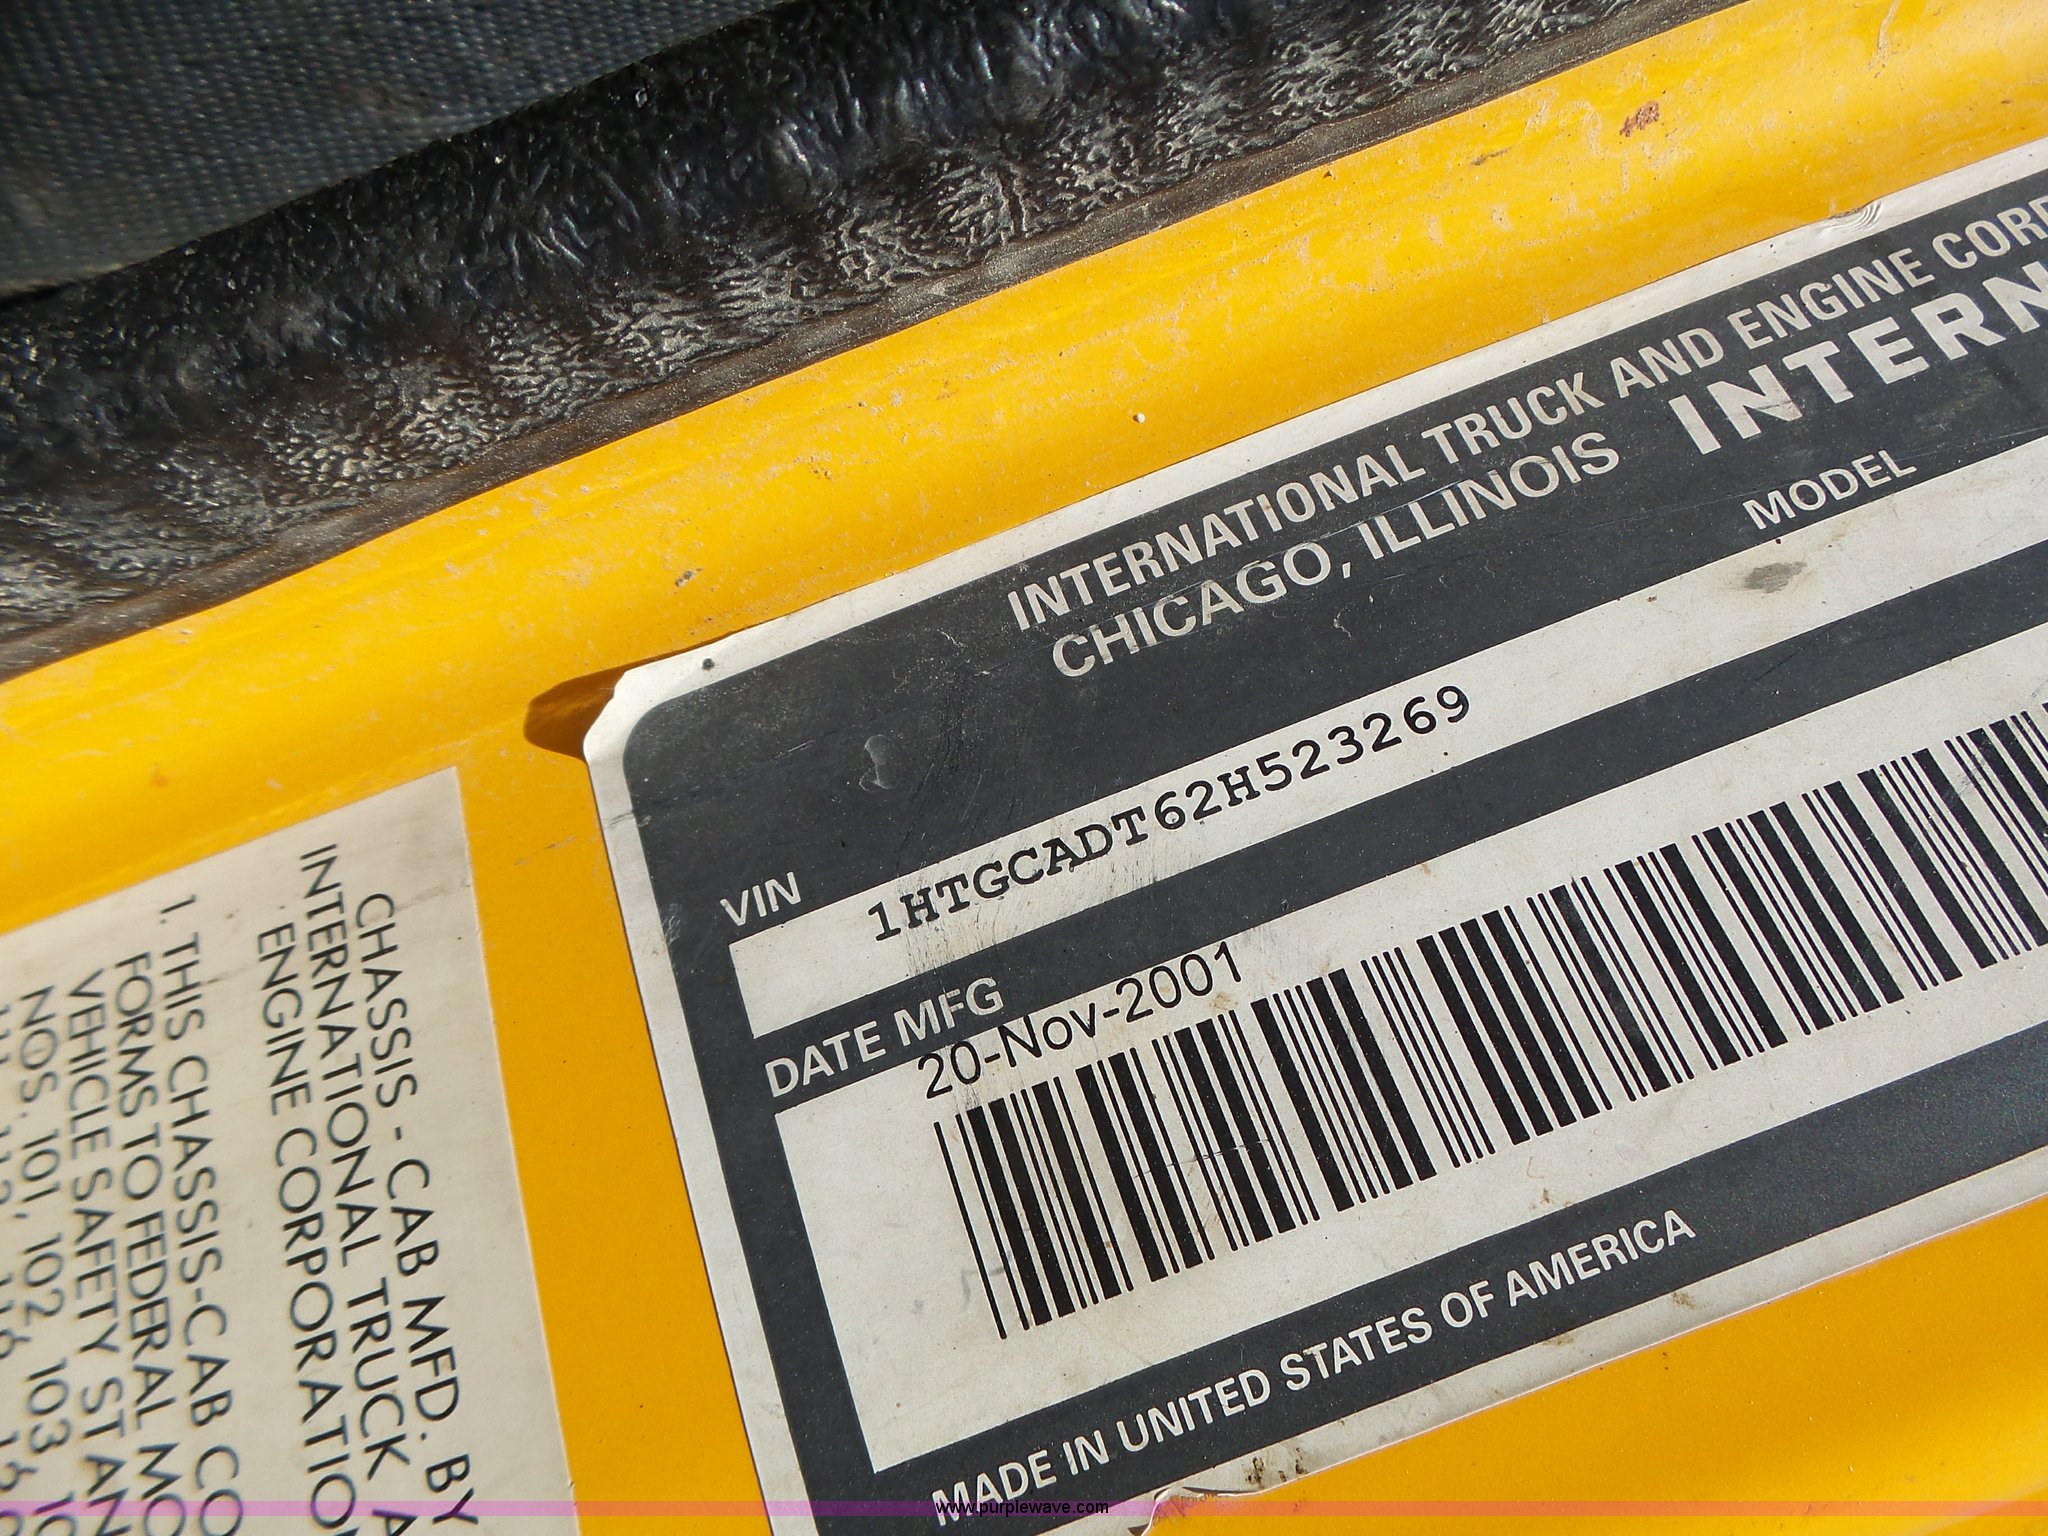 INTERNATIONAL TRUCK AND ENGINE CORP
CHICAGO, ILLINOIS INTERN
MODEL
VIN
1HTGCADT62H523269
DATE MFG
20-Nov-2001
MADE IN UNITED STATES OF AMERICA
CHASSIS - CAB MFD. BY
INTERNATIONAL TRUCK A
ENGINE CORPORATIO
1. THIS CHASSIS-CAB CO
FORMS TO FEDERAL MO
VEHICLE SAFETY STAN
NOS. 101, 102, 103, 10
www.purplewave.com